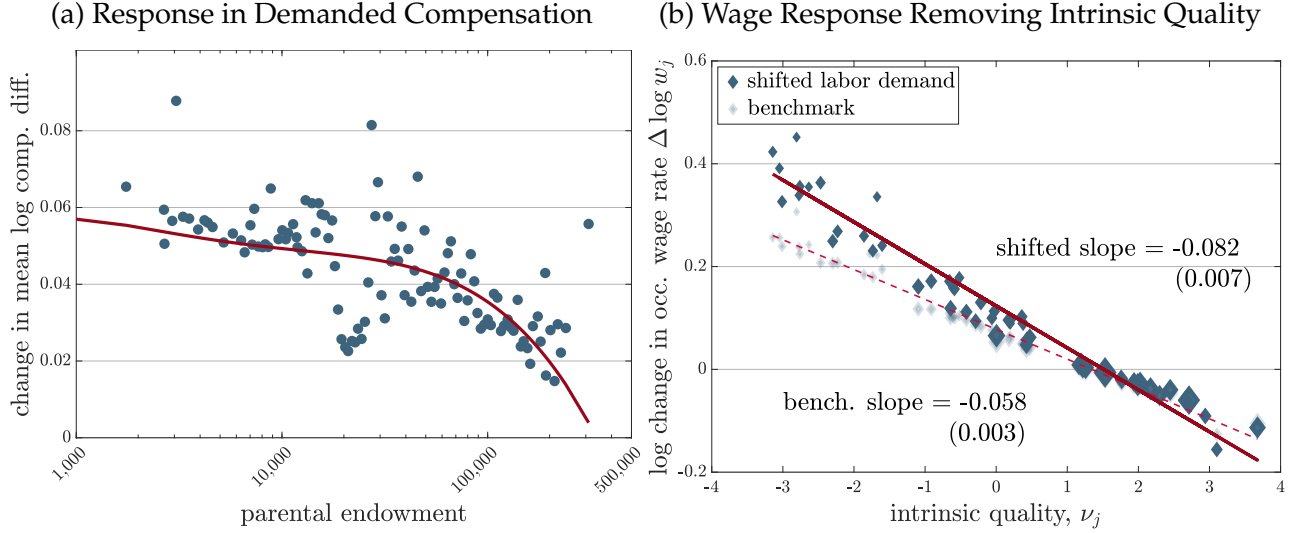 (a) Response in Demanded Compensation
change in mean log comp. diff.
0.08
0.06
0.04
0.02
0
1,000
10,000
100,000
500,000
parental endowment
(b) Wage Response Removing Intrinsic Quality
log change in occ. wage rate Δ log w_j
0.6
0.4
0.2
0
-0.2
shifted labor demand
benchmark
shifted slope = -0.082
(0.007)
bench. slope = -0.058
(0.003)
-4
-3
-2
-1
0
1
2
3
4
intrinsic quality, ν_j